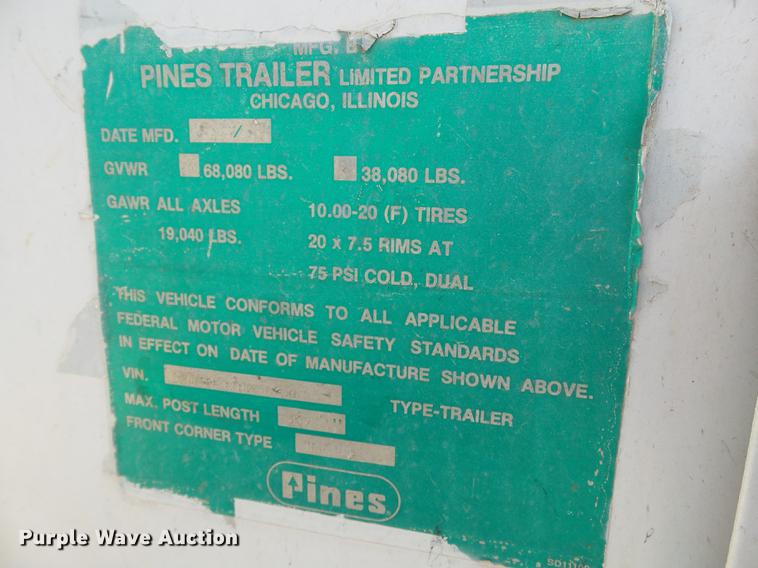 MFG. B
PINES TRAILER LIMITED PARTNERSHIP
CHICAGO, ILLINOIS
DATE MFD. /
GVWR 68,080 LBS. 38,080 LBS.
GAWR ALL AXLES 10.00-20 (F) TIRES
19,040 LBS. 20 x 7.5 RIMS AT
75 PSI COLD, DUAL
THIS VEHICLE CONFORMS TO ALL APPLICABLE
FEDERAL MOTOR VEHICLE SAFETY STANDARDS
IN EFFECT ON DATE OF MANUFACTURE SHOWN ABOVE.
VIN. TYPE-TRAILER
MAX. POST LENGTH
FRONT CORNER TYPE
Pines
Purple Wave Auction